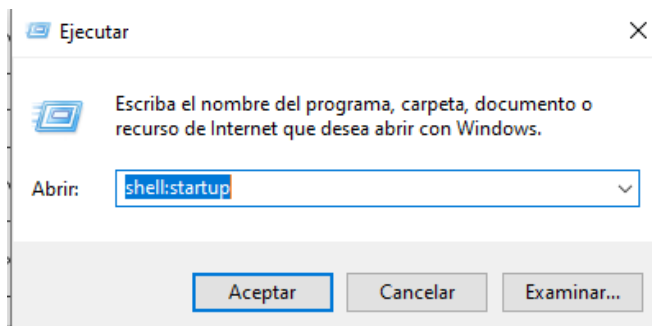 Ejecutar
Escriba el nombre del programa, carpeta, documento o
recurso de Internet que desea abrir con Windows.
Abrir: shell:startup
Aceptar Cancelar Examinar...